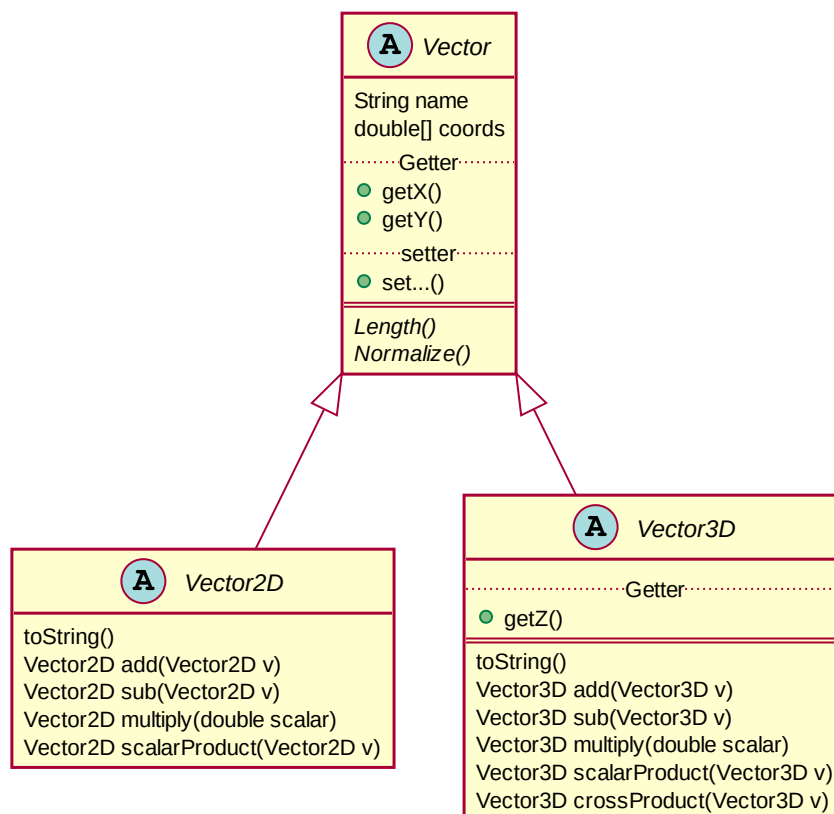 A Vector
String name
double[] coords
Getter
getX()
getY()
setter
set...()
Length()
Normalize()
A Vector2D
toString()
Vector2D add(Vector2D v)
Vector2D sub(Vector2D v)
Vector2D multiply(double scalar)
Vector2D scalarProduct(Vector2D v)
A Vector3D
Getter
getZ()
toString()
Vector3D add(Vector3D v)
Vector3D sub(Vector3D v)
Vector3D multiply(double scalar)
Vector3D scalarProduct(Vector3D v)
Vector3D crossProduct(Vector3D v)